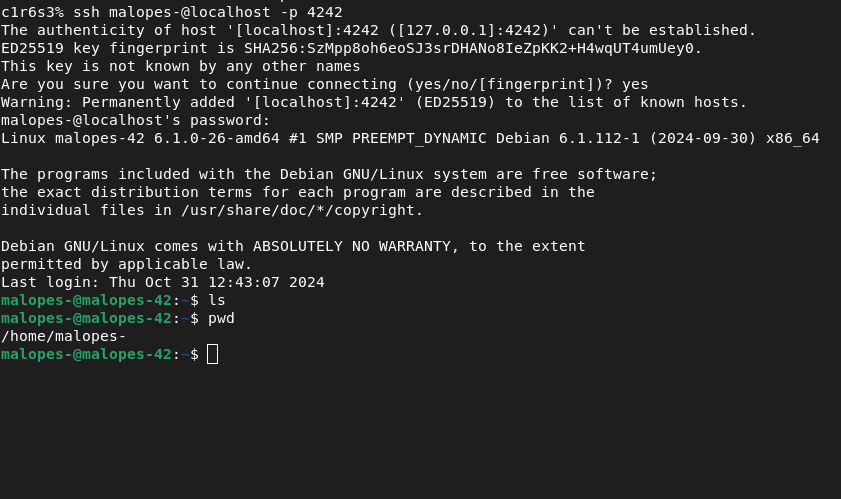 c1r6s3% ssh malopes-@localhost -p 4242
The authenticity of host '[localhost]:4242 ([127.0.0.1]:4242)' can't be established.
ED25519 key fingerprint is SHA256:SzMpp8oh6eoSJ3srDHANo8IeZpKK2+H4wqUT4umUey0.
This key is not known by any other names
Are you sure you want to continue connecting (yes/no/[fingerprint])? yes
Warning: Permanently added '[localhost]:4242' (ED25519) to the list of known hosts.
malopes-@localhost's password:
Linux malopes-42 6.1.0-26-amd64 #1 SMP PREEMPT_DYNAMIC Debian 6.1.112-1 (2024-09-30) x86_64

The programs included with the Debian GNU/Linux system are free software;
the exact distribution terms for each program are described in the
individual files in /usr/share/doc/*/copyright.

Debian GNU/Linux comes with ABSOLUTELY NO WARRANTY, to the extent
permitted by applicable law.
Last login: Thu Oct 31 12:43:07 2024
malopes-@malopes-42:~$ ls
malopes-@malopes-42:~$ pwd
/home/malopes-
malopes-@malopes-42:~$